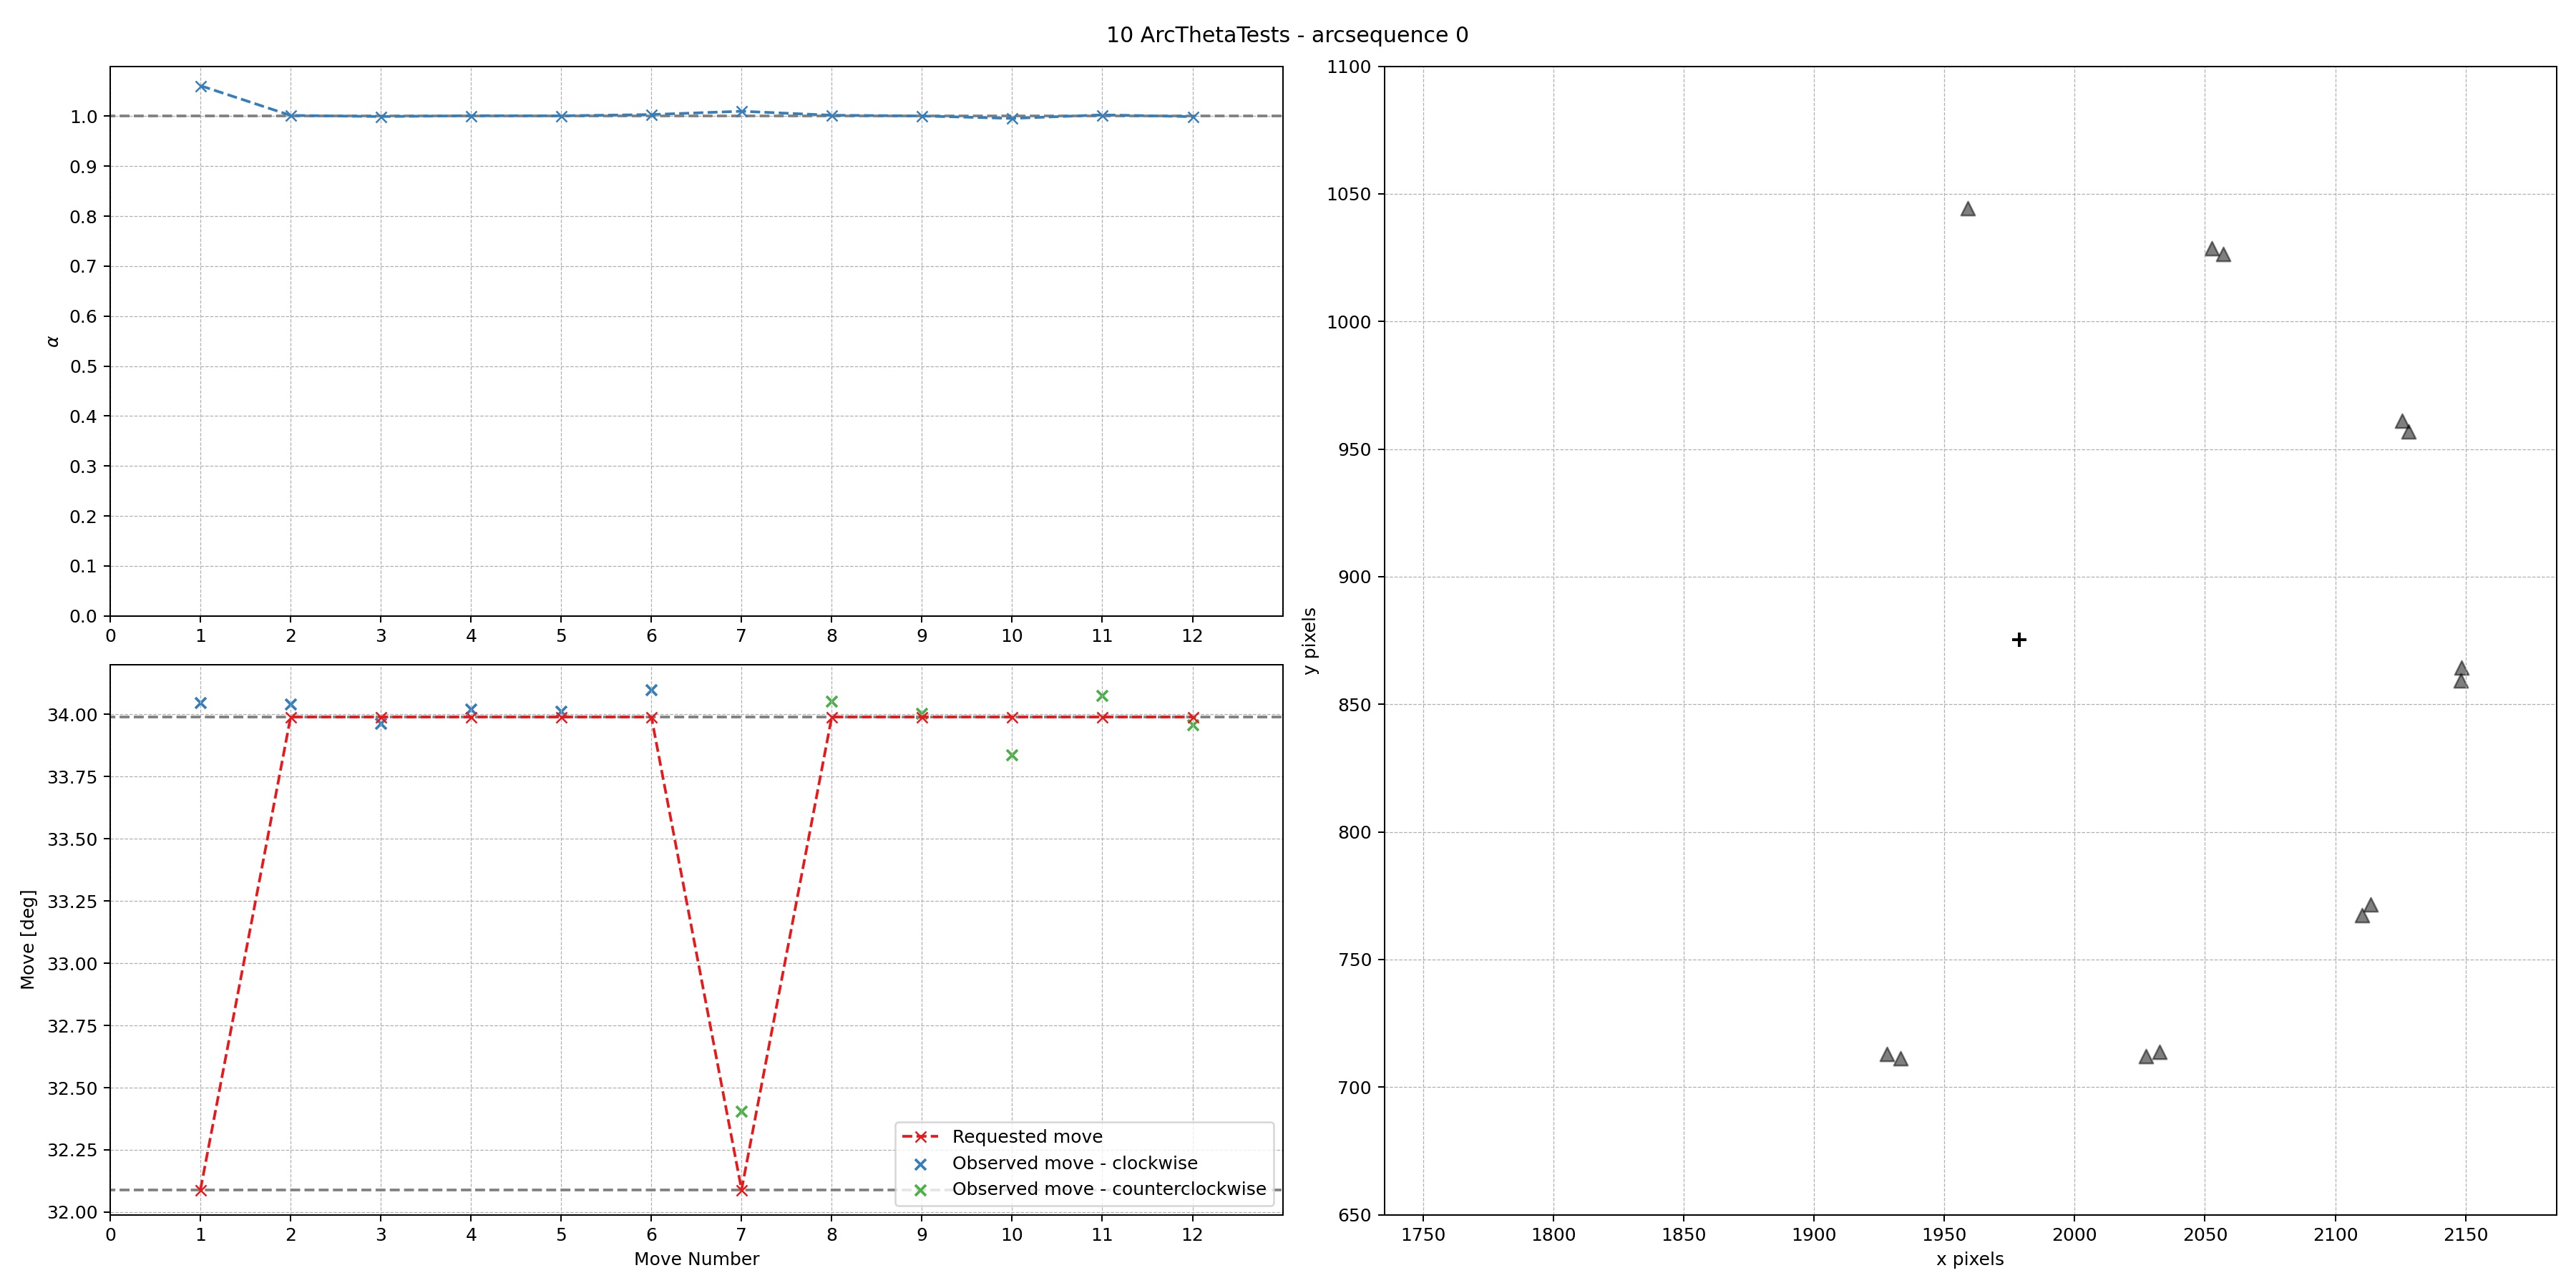 10 ArcThetaTests - arcsequence 0
α
1.0
0.9
0.8
0.7
0.6
0.5
0.4
0.3
0.2
0.1
0.0
0 1 2 3 4 5 6 7 8 9 10 11 12
Move [deg]
34.00
33.75
33.50
33.25
33.00
32.75
32.50
32.25
32.00
0 1 2 3 4 5 6 7 8 9 10 11 12
Move Number
Requested move
Observed move - clockwise
Observed move - counterclockwise
y pixels
1100
1050
1000
950
900
850
800
750
700
650
1750 1800 1850 1900 1950 2000 2050 2100 2150
x pixels